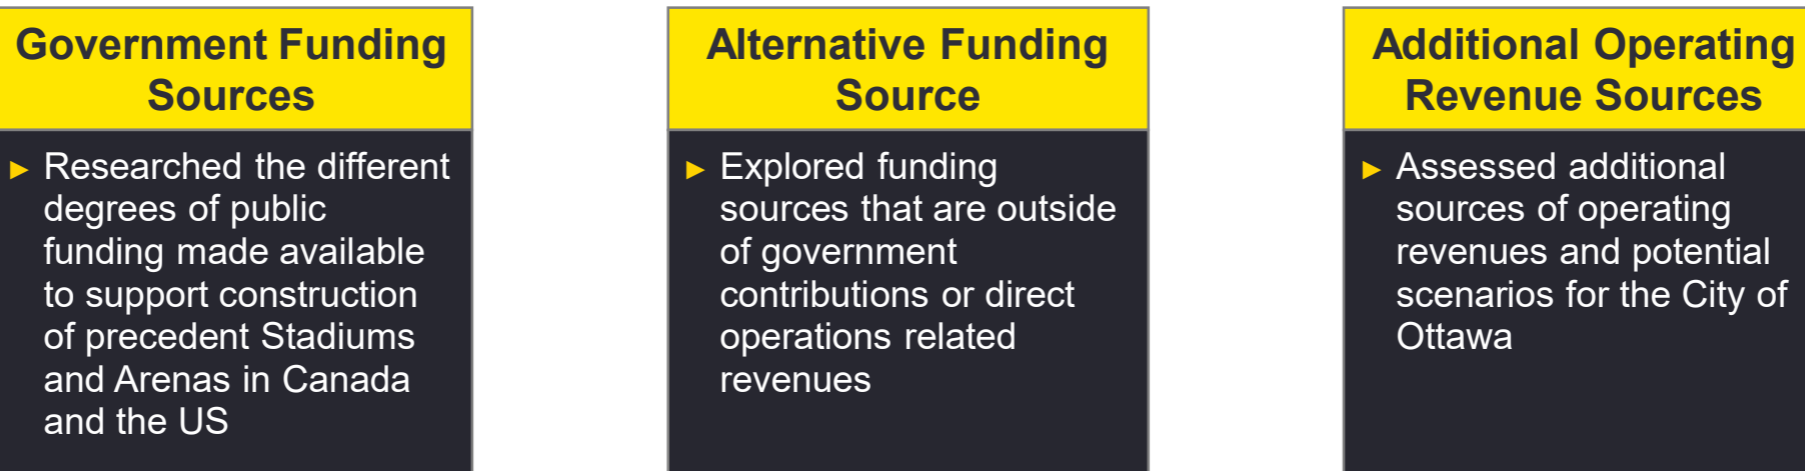 Government Funding
Sources
► Researched the different
degrees of public
funding made available
to support construction
of precedent Stadiums
and Arenas in Canada
and the US
Alternative Funding
Source
► Explored funding
sources that are outside
of government
contributions or direct
operations related
revenues
Additional Operating
Revenue Sources
► Assessed additional
sources of operating
revenues and potential
scenarios for the City of
Ottawa